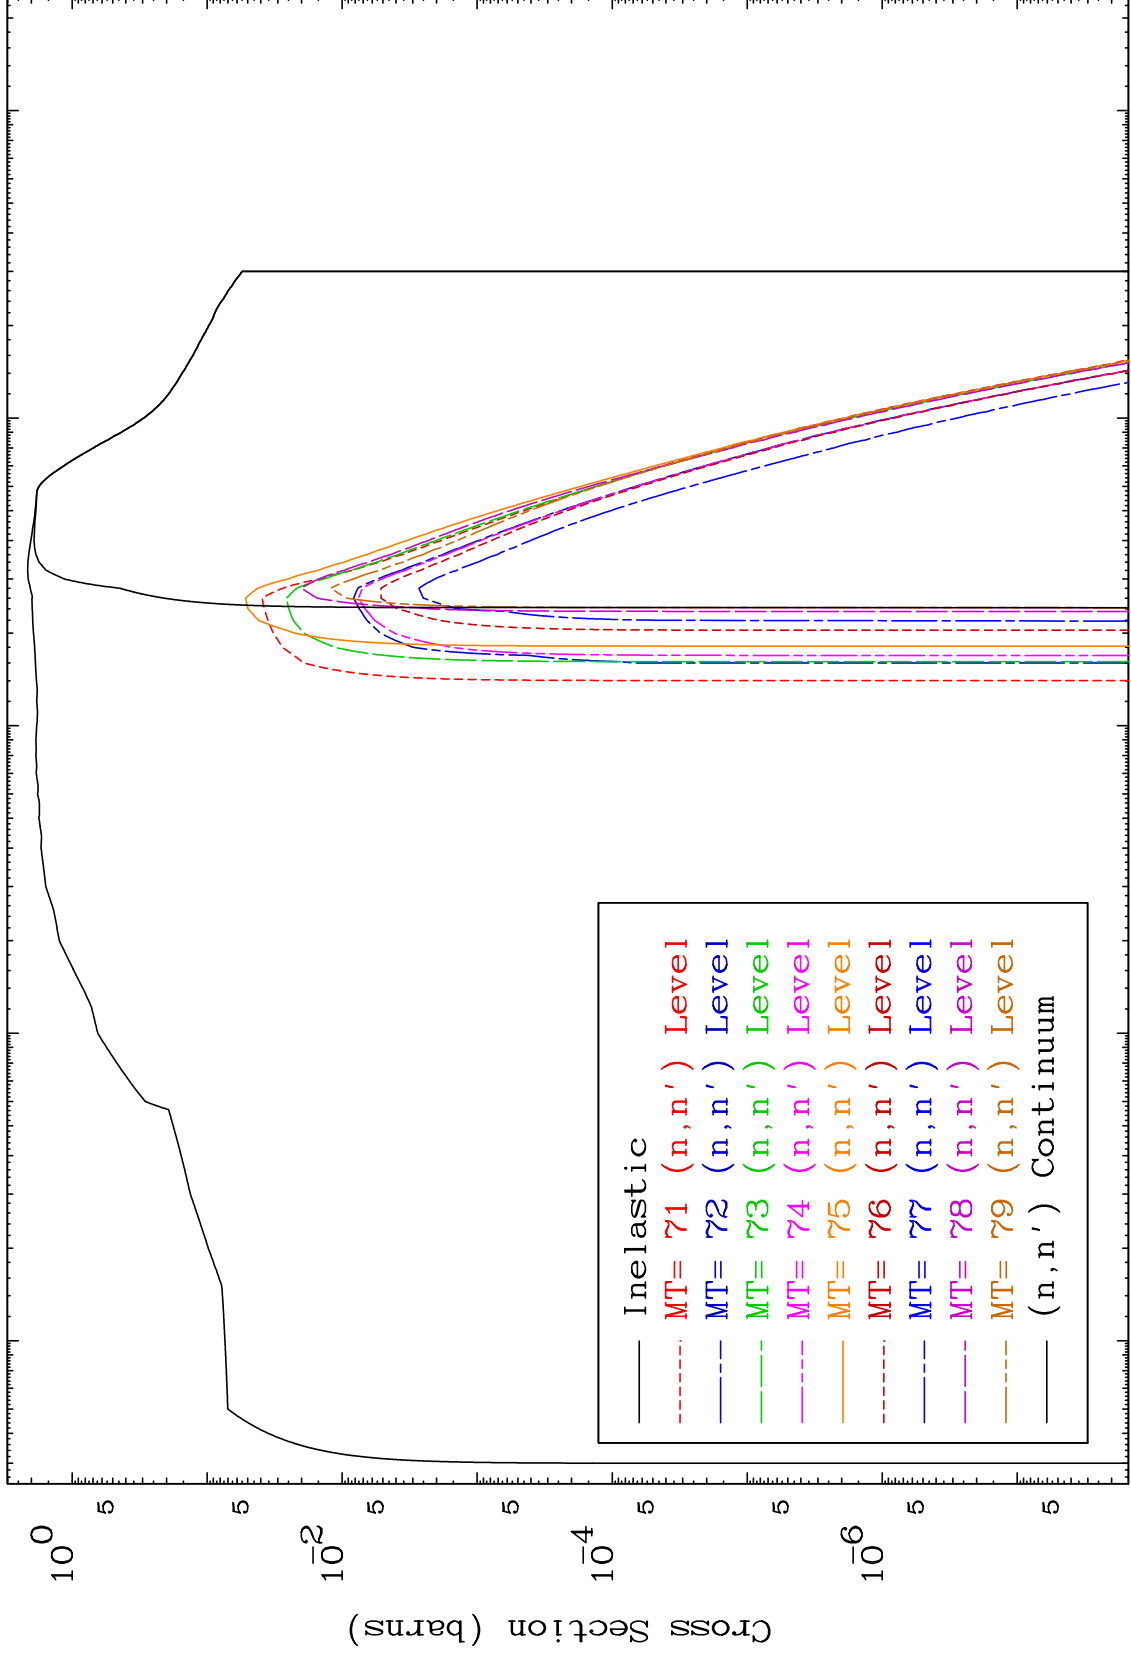 Cross Section (barns)
10 0
5
5
10 -2
5
5
10 -4
5
5
10 -6
5
5
Inelastic
MT= 71 (n,n') Level
MT= 72 (n,n') Level
MT= 73 (n,n') Level
MT= 74 (n,n') Level
MT= 75 (n,n') Level
MT= 76 (n,n') Level
MT= 77 (n,n') Level
MT= 78 (n,n') Level
MT= 79 (n,n') Level
(n,n') Continuum